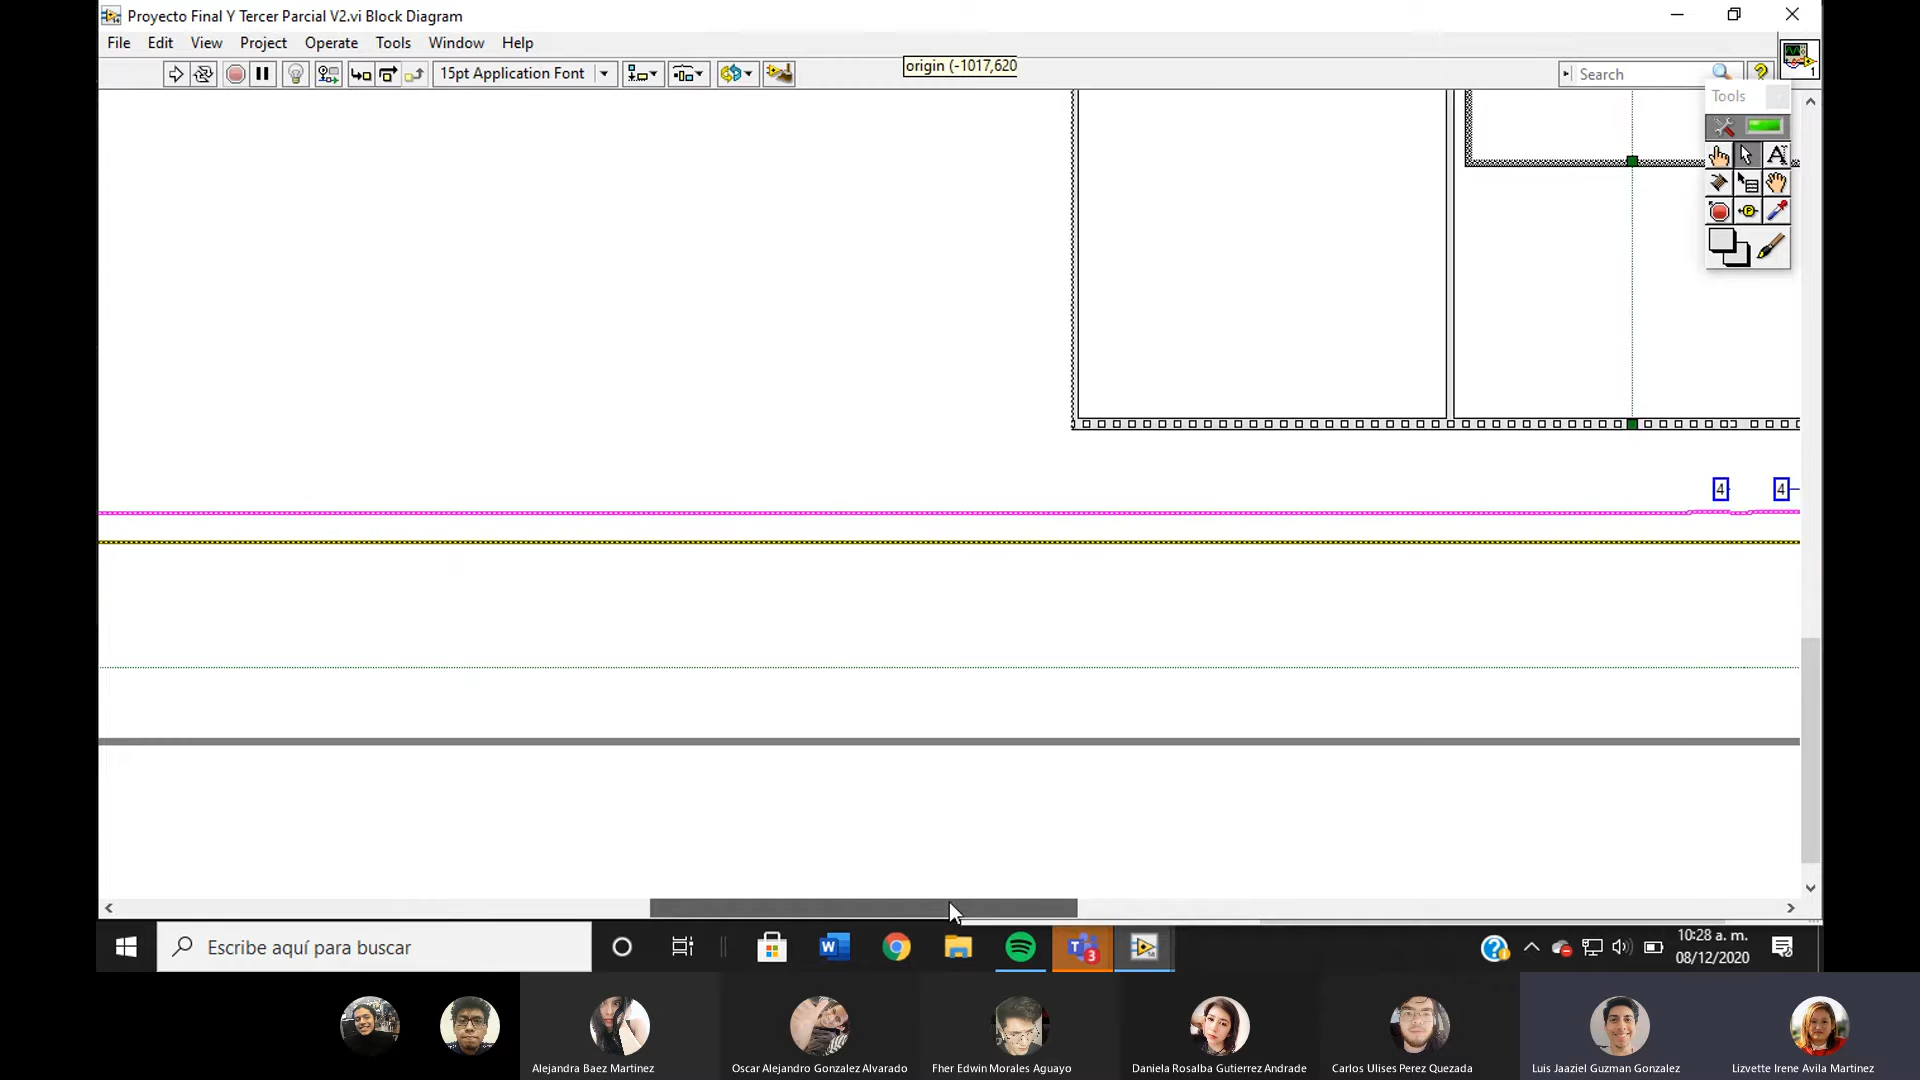 Proyecto Final Y Tercer Parcial V2.vi Block Diagram
File Edit View Project Operate Tools Window Help
15pt Application Font
origin (-1017,620
Search
1
Tools
4 4
Escribe aquí para buscar
3
10:28 a. m.
08/12/2020
Alejandra Baez Martinez
Oscar Alejandro Gonzalez Alvarado
Fher Edwin Morales Aguayo
Daniela Rosalba Gutierrez Andrade
Carlos Ulises Perez Quezada
Luis Jaaziel Guzman Gonzalez
Lizvette Irene Avila Martinez